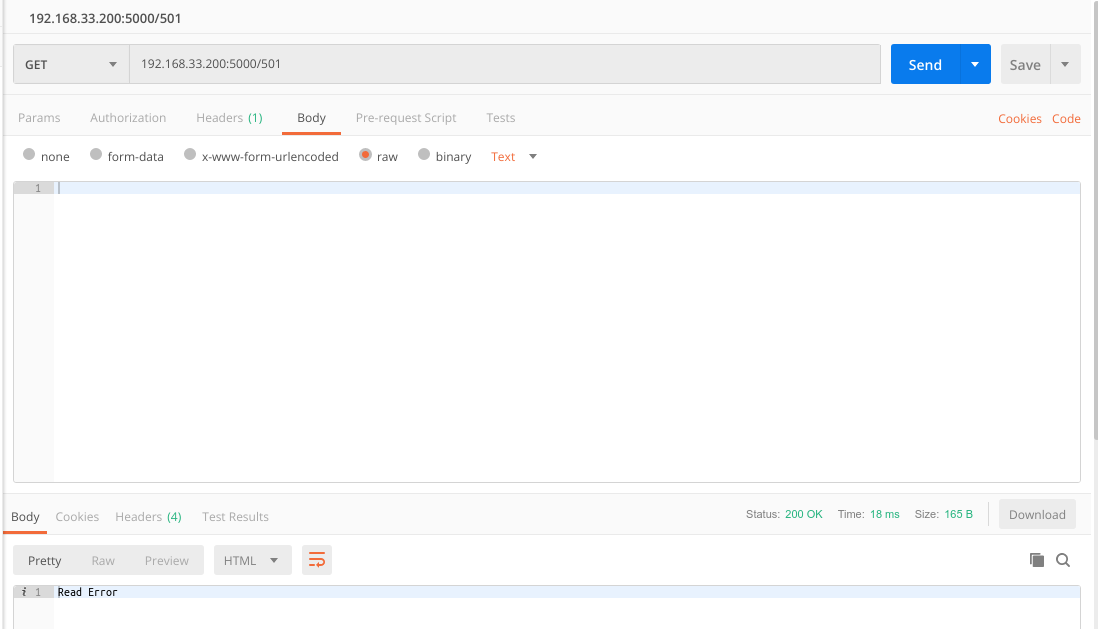 192.168.33.200:5000/501
GET 192.168.33.200:5000/501 Send Save
Params Authorization Headers (1) Body Pre-request Script Tests Cookies Code
none form-data x-www-form-urlencoded raw binary Text
1
Body Cookies Headers (4) Test Results Status: 200 OK Time: 18 ms Size: 165 B Download
Pretty Raw Preview HTML
i 1 Read Error